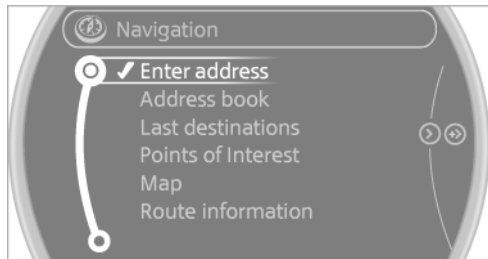 Navigation
Enter address
Address book
Last destinations
Points of Interest
Map
Route information